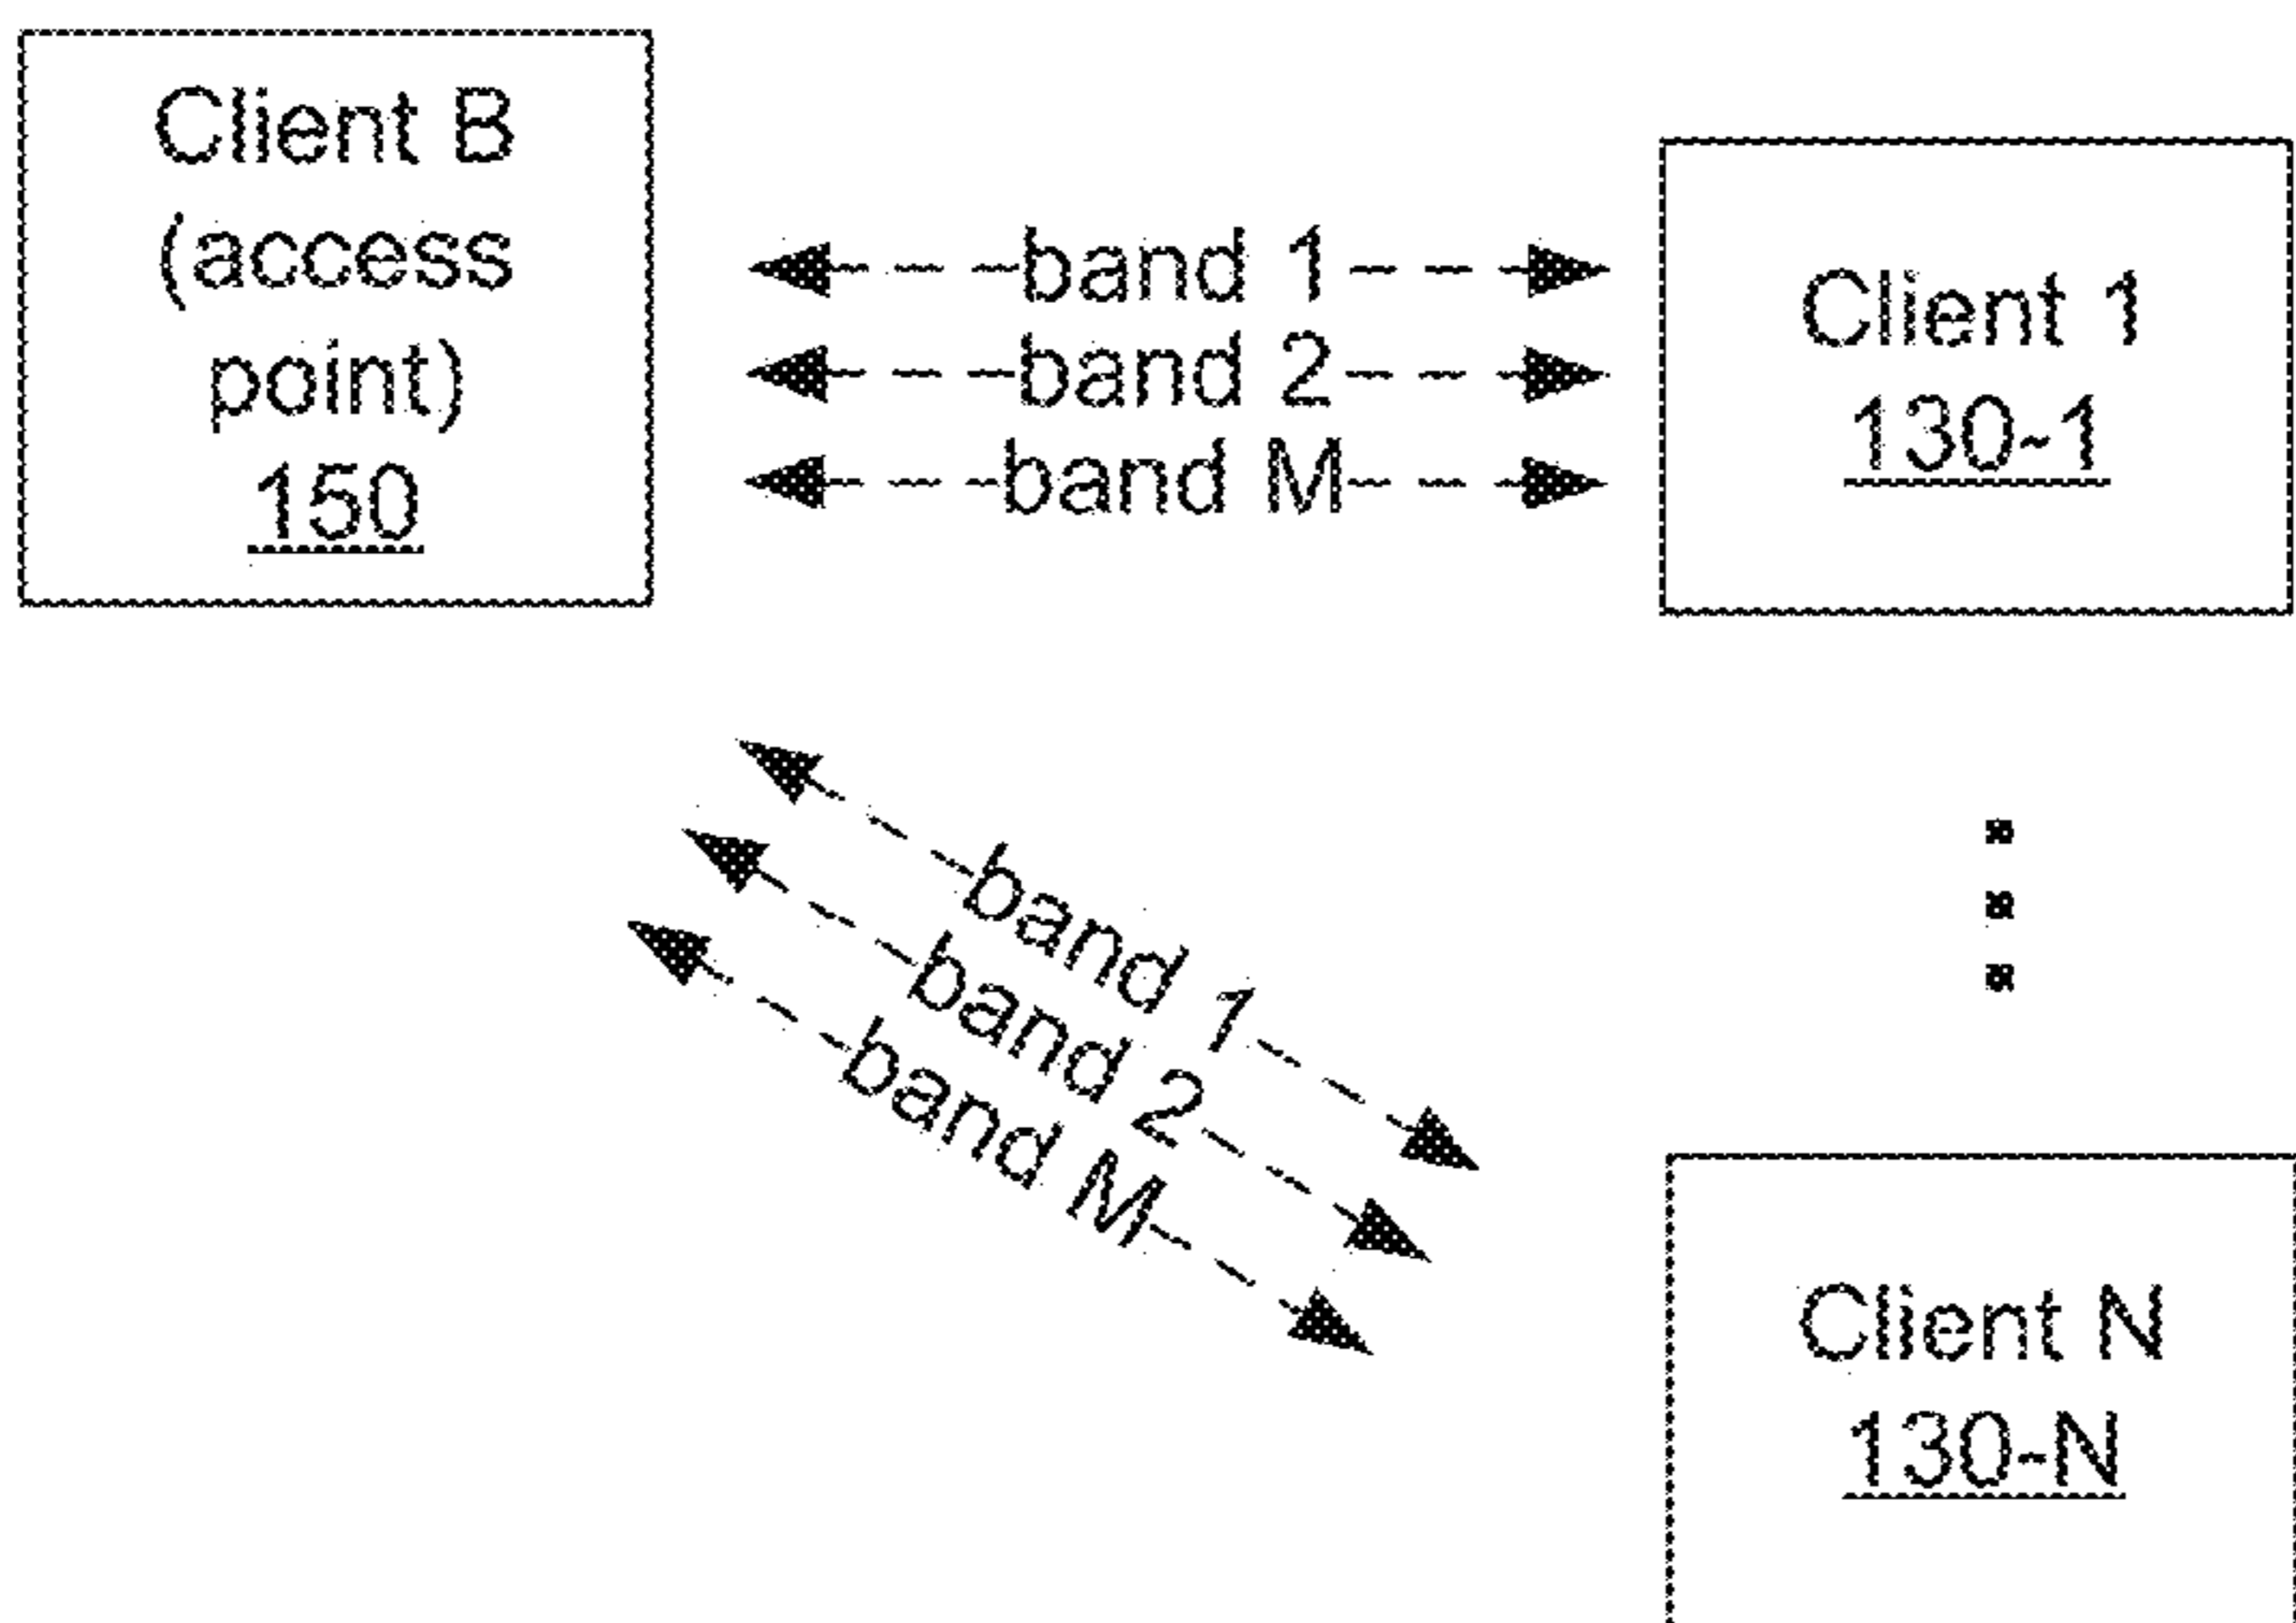 Client B
(access
point)
150
band 1
band 2
band M
Client 1
130-1
band 1
band 2
band M
Client N
130-N